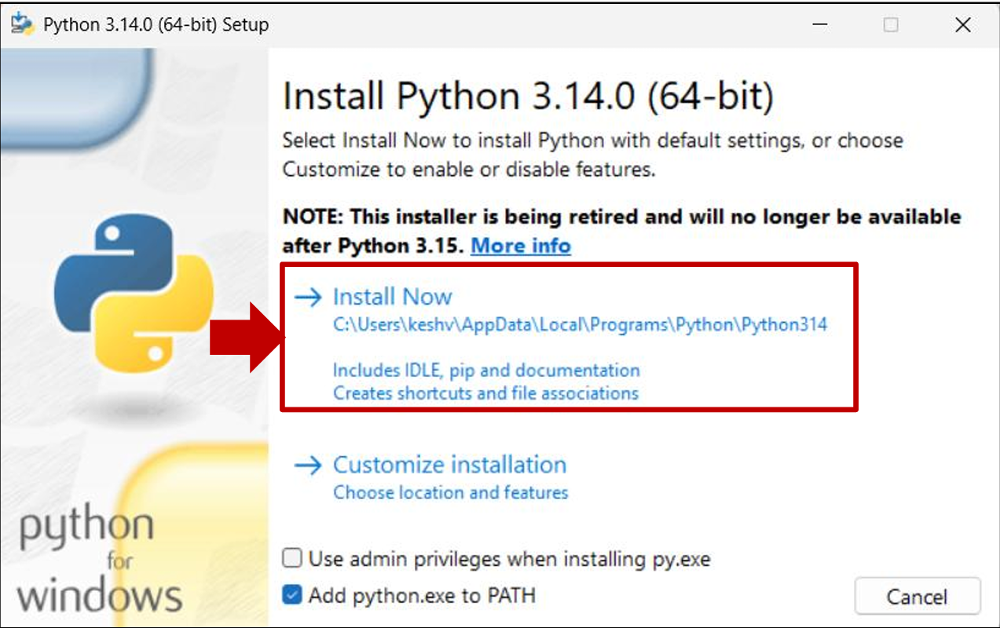 Python 3.14.0 (64-bit) Setup
Install Python 3.14.0 (64-bit)
Select Install Now to install Python with default settings, or choose
Customize to enable or disable features.
NOTE: This installer is being retired and will no longer be available
after Python 3.15. More info
Install Now
C:\Users\keshv\AppData\Local\Programs\Python\Python314
Includes IDLE, pip and documentation
Creates shortcuts and file associations
Customize installation
Choose location and features
Use admin privileges when installing py.exe
Add python.exe to PATH
Cancel
python
for
windows